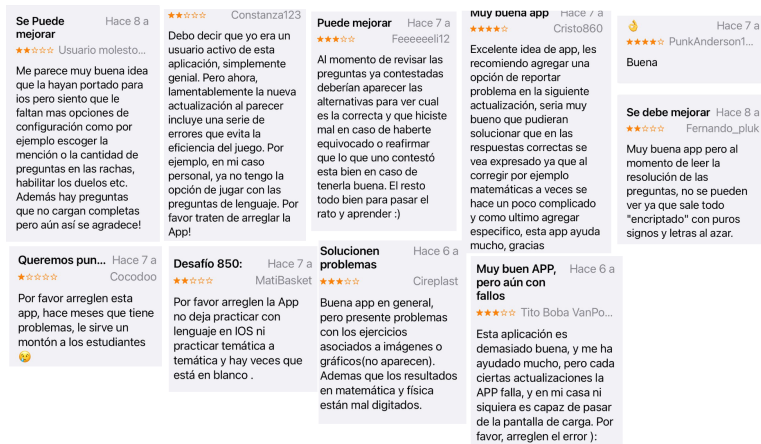 Se Puede mejorar
Hace 8 a
★★☆☆☆ Usuario molesto...
Me parece muy buena idea
que la hayan portado para
ios pero siento que le
faltan mas opciones de
configuración como por
ejemplo escoger la
mención o la cantidad de
preguntas en las rachas,
habilitar los duelos etc.
Además hay preguntas
que no cargan completas
pero aún así se agradece!
★★☆☆☆ Constanza123
Debo decir que yo era un
usuario activo de esta
aplicación, simplemente
genial. Pero ahora,
lamentablemente la nueva
actualización al parecer
incluye una serie de
errores que evita la
eficiencia del juego. Por
ejemplo, en mi caso
personal, ya no tengo la
opción de jugar con las
preguntas de lenguaje. Por
favor traten de arreglar la
App!
Puede mejorar Hace 7 a
★★★☆☆ Feeeeeeli12
Al momento de revisar las
preguntas ya contestadas
deberían aparecer las
alternativas para ver cual
es la correcta y que hiciste
mal en caso de haberte
equivocado o reafirmar
que lo que uno contestó
esta bien en caso de
tenerla buena. El resto
todo bien para pasar el
rato y aprender :)
Muy buena app Hace 7 a
★★★★☆ Cristo860
Excelente idea de app, les
recomiendo agregar una
opción de reportar
problema en la siguiente
actualización, seria muy
bueno que pudieran
solucionar que en las
respuestas correctas se
vea expresado ya que al
corregir por ejemplo
matemáticas a veces se
hace un poco complicado
y como ultimo agregar
especifico, esta app ayuda
mucho, gracias
👌 Hace 7 a
★★★★☆ PunkAnderson1...
Buena
Se debe mejorar Hace 8 a
★★☆☆☆ Fernando_pluk
Muy buena app pero al
momento de leer la
resolución de las
preguntas, no se pueden
ver ya que sale todo
"encriptado" con puros
signos y letras al azar.
Queremos pun... Hace 7 a
★☆☆☆☆ Cocodoo
Por favor arreglen esta
app, hace meses que tiene
problemas, le sirve un
montón a los estudiantes
😢
Desafío 850: Hace 7 a
★★☆☆☆ MatiBasket
Por favor arreglen la App
no deja practicar con
lenguaje en IOS ni
practicar temática a
temática y hay veces que
está en blanco .
Solucionen problemas
Hace 6 a
★★★☆☆ Cireplast
Buena app en general,
pero presente problemas
con los ejercicios
asociados a imágenes o
gráficos(no aparecen).
Ademas que los resultados
en matemática y física
están mal digitados.
Muy buen APP, pero aún con fallos
Hace 6 a
★★★☆☆ Tito Boba VanPo...
Esta aplicación es
demasiado buena, y me ha
ayudado mucho, pero cada
ciertas actualizaciones la
APP falla, y en mi casa ni
siquiera es capaz de pasar
de la pantalla de carga. Por
favor, arreglen el error ):